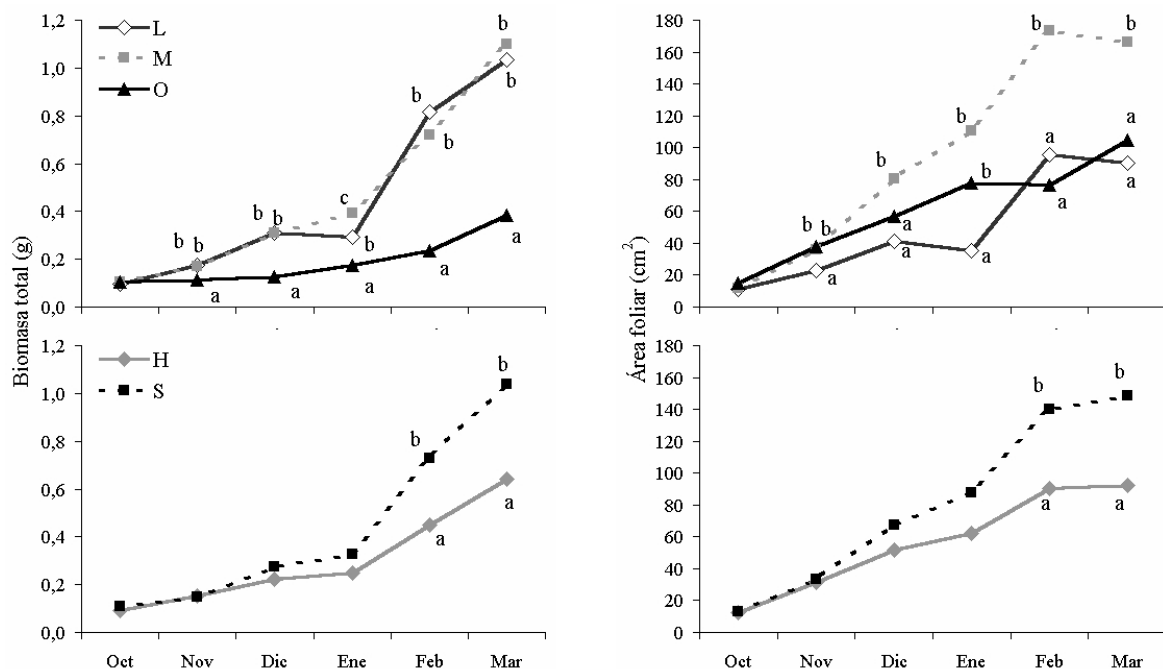 Biomasa total (g)
1,2
1,0
0,8
0,6
0,4
0,2
0,0
L
M
O
b b b b c b b b b b
a a a a a
Área foliar (cm²)
180
160
140
120
100
80
60
40
20
0
b b b b b b b
a a a a a a a
1,2
1,0
0,8
0,6
0,4
0,2
0,0
H
S
b b
a a
Oct Nov Dic Ene Feb Mar
180
160
140
120
100
80
60
40
20
0
b b
a a
Oct Nov Dic Ene Feb Mar